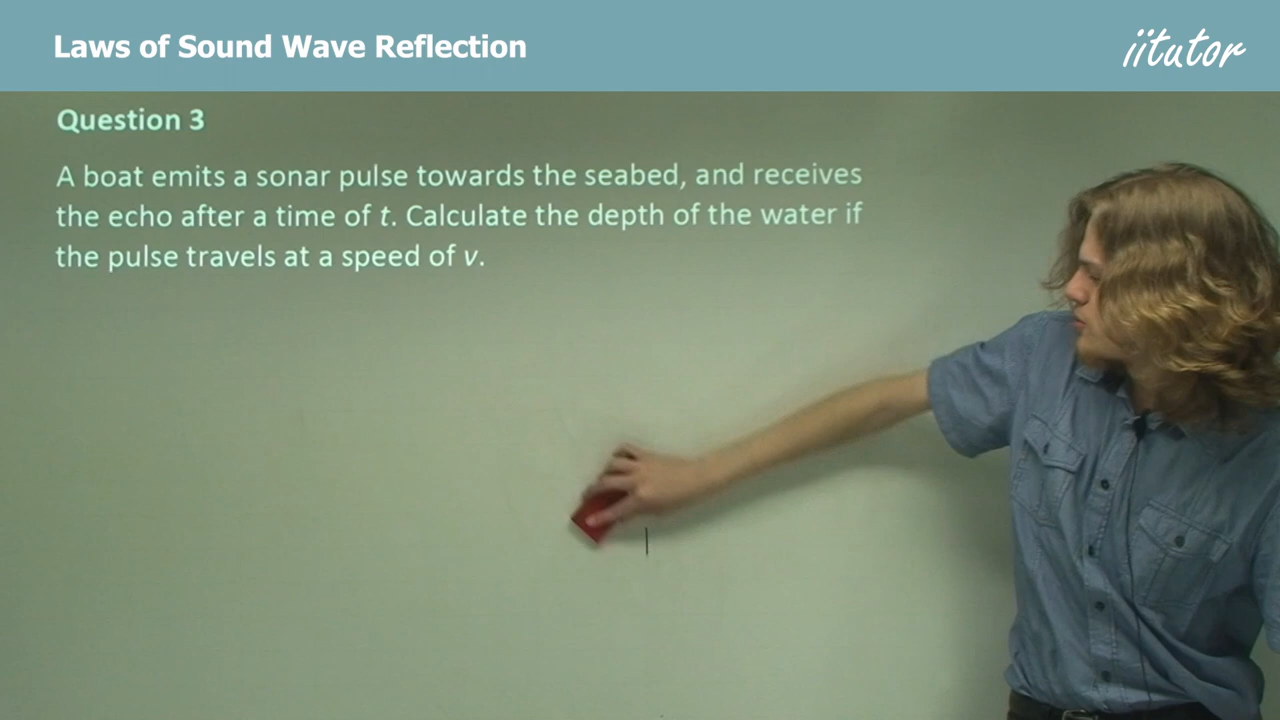 Laws of Sound Wave Reflection
iitutor
Question 3
A boat emits a sonar pulse towards the seabed, and receives
the echo after a time of t. Calculate the depth of the water if
the pulse travels at a speed of v.